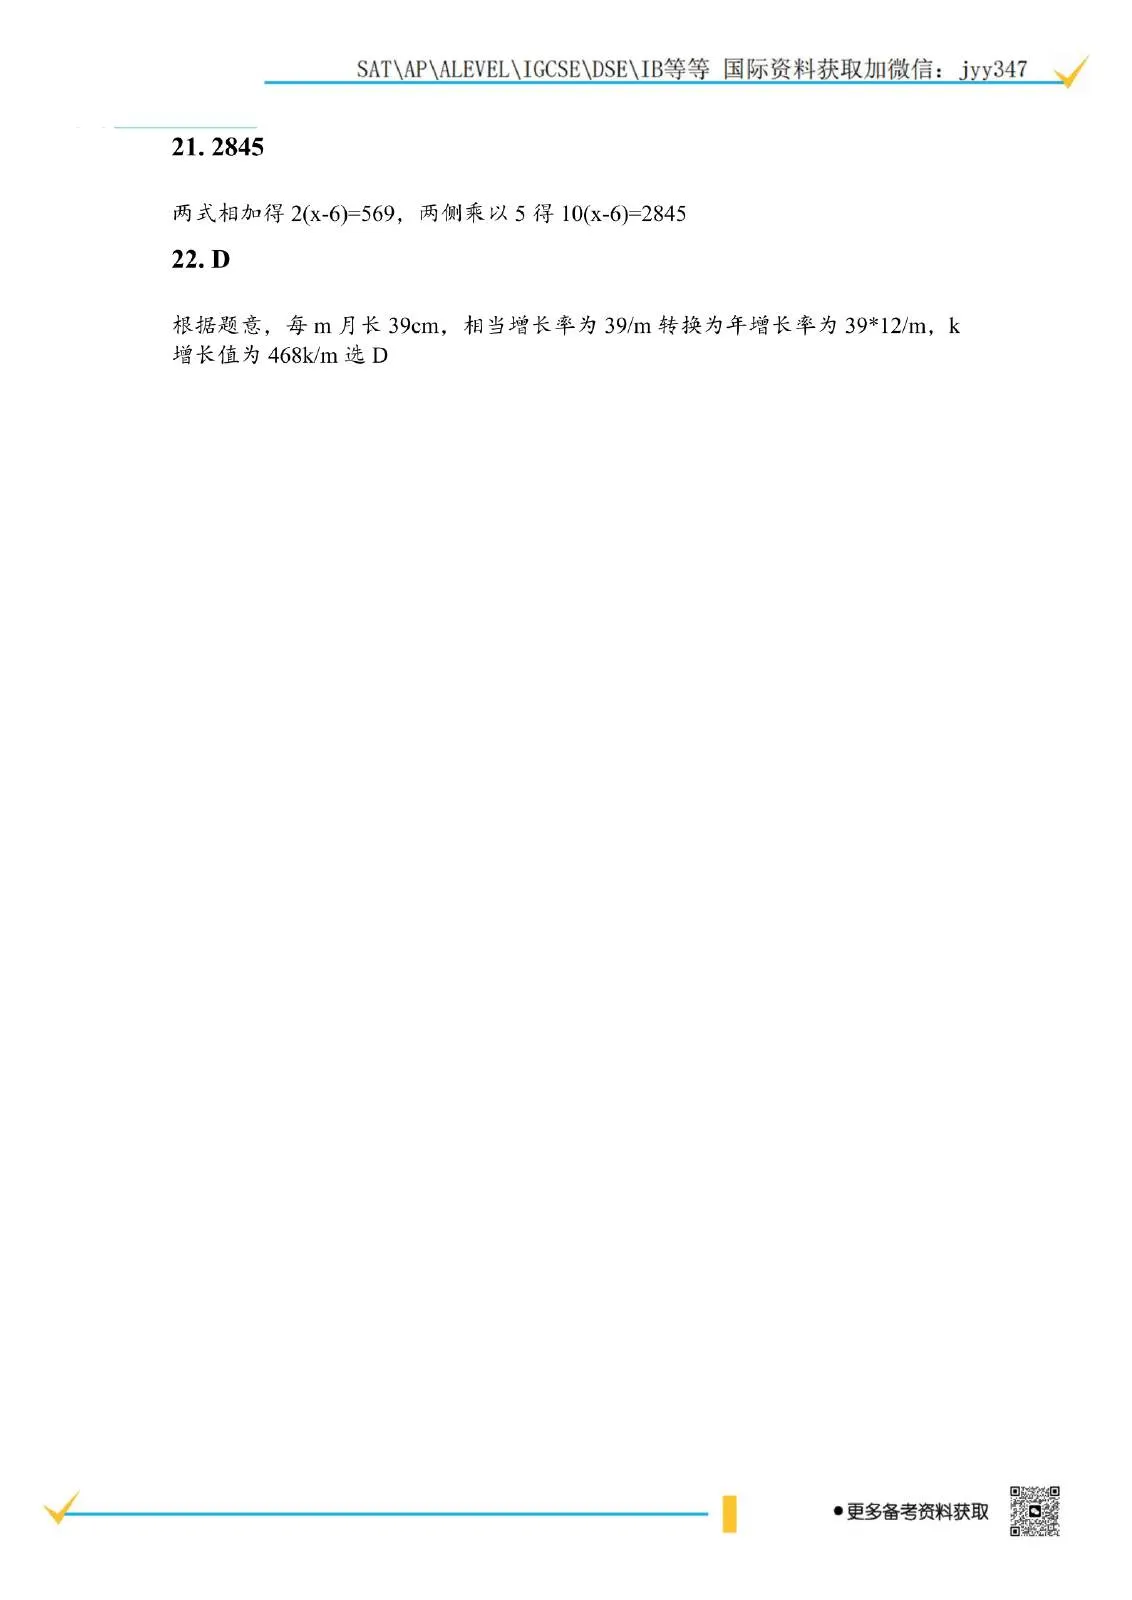 SAT\AP\ALEVEL\IGCSE\DSE\IB等等 国际资料获取加微信：jyy347
21. 2845
两式相加得 2(x-6)=569，两侧乘以 5 得 10(x-6)=2845
22. D
根据题意，每 m 月长 39cm，相当增长率为 39/m 转换为年增长率为 39*12/m，k
增长值为 468k/m 选 D
●更多备考资料获取